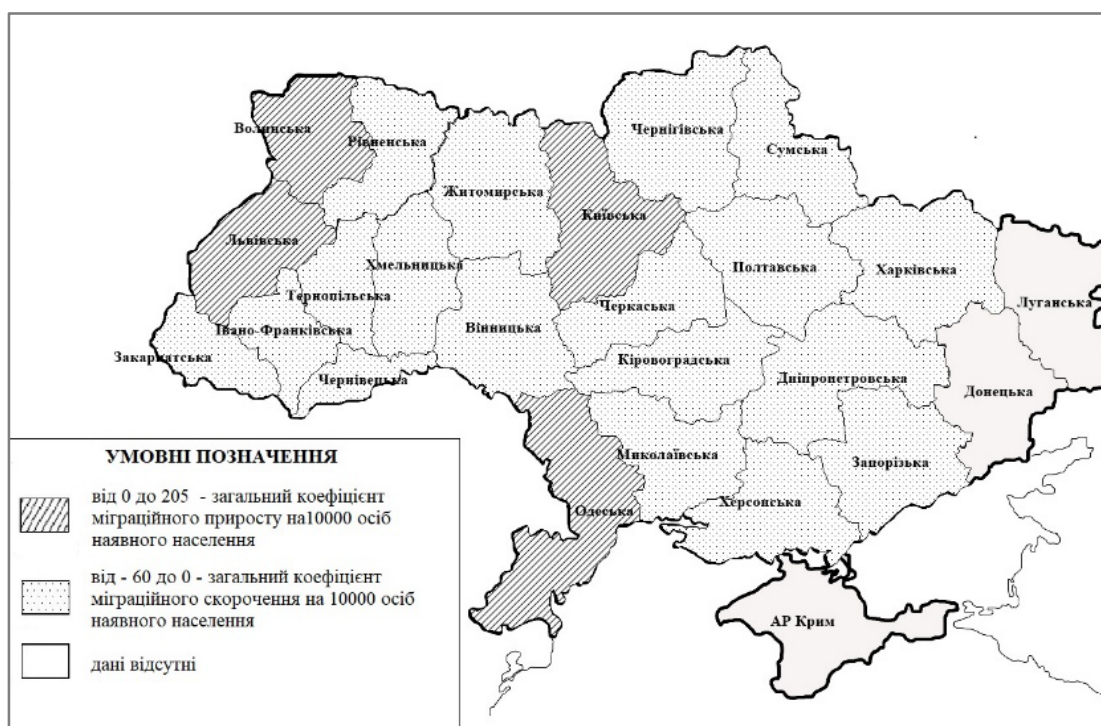 Волинська
Рівненська
Чернігівська
Сумська
Житомирська
Київська
Львівська
Хмельницька
Полтавська
Харківська
Тернопільська
Черкаська
Луганська
Івано-Франківська
Вінницька
Закарпатська
Кіровоградська
Чернівецька
Дніпропетровська
Донецька
Миколаївська
Запорізька
Херсонська
Одеська
АР Крим
УМОВНІ ПОЗНАЧЕННЯ
від 0 до 205 - загальний коефіцієнт
міграційного приросту на10000 осіб
наявного населення
від - 60 до 0 - загальний коефіцієнт
міграційного скорочення на 10000 осіб
наявного населення
дані відсутні